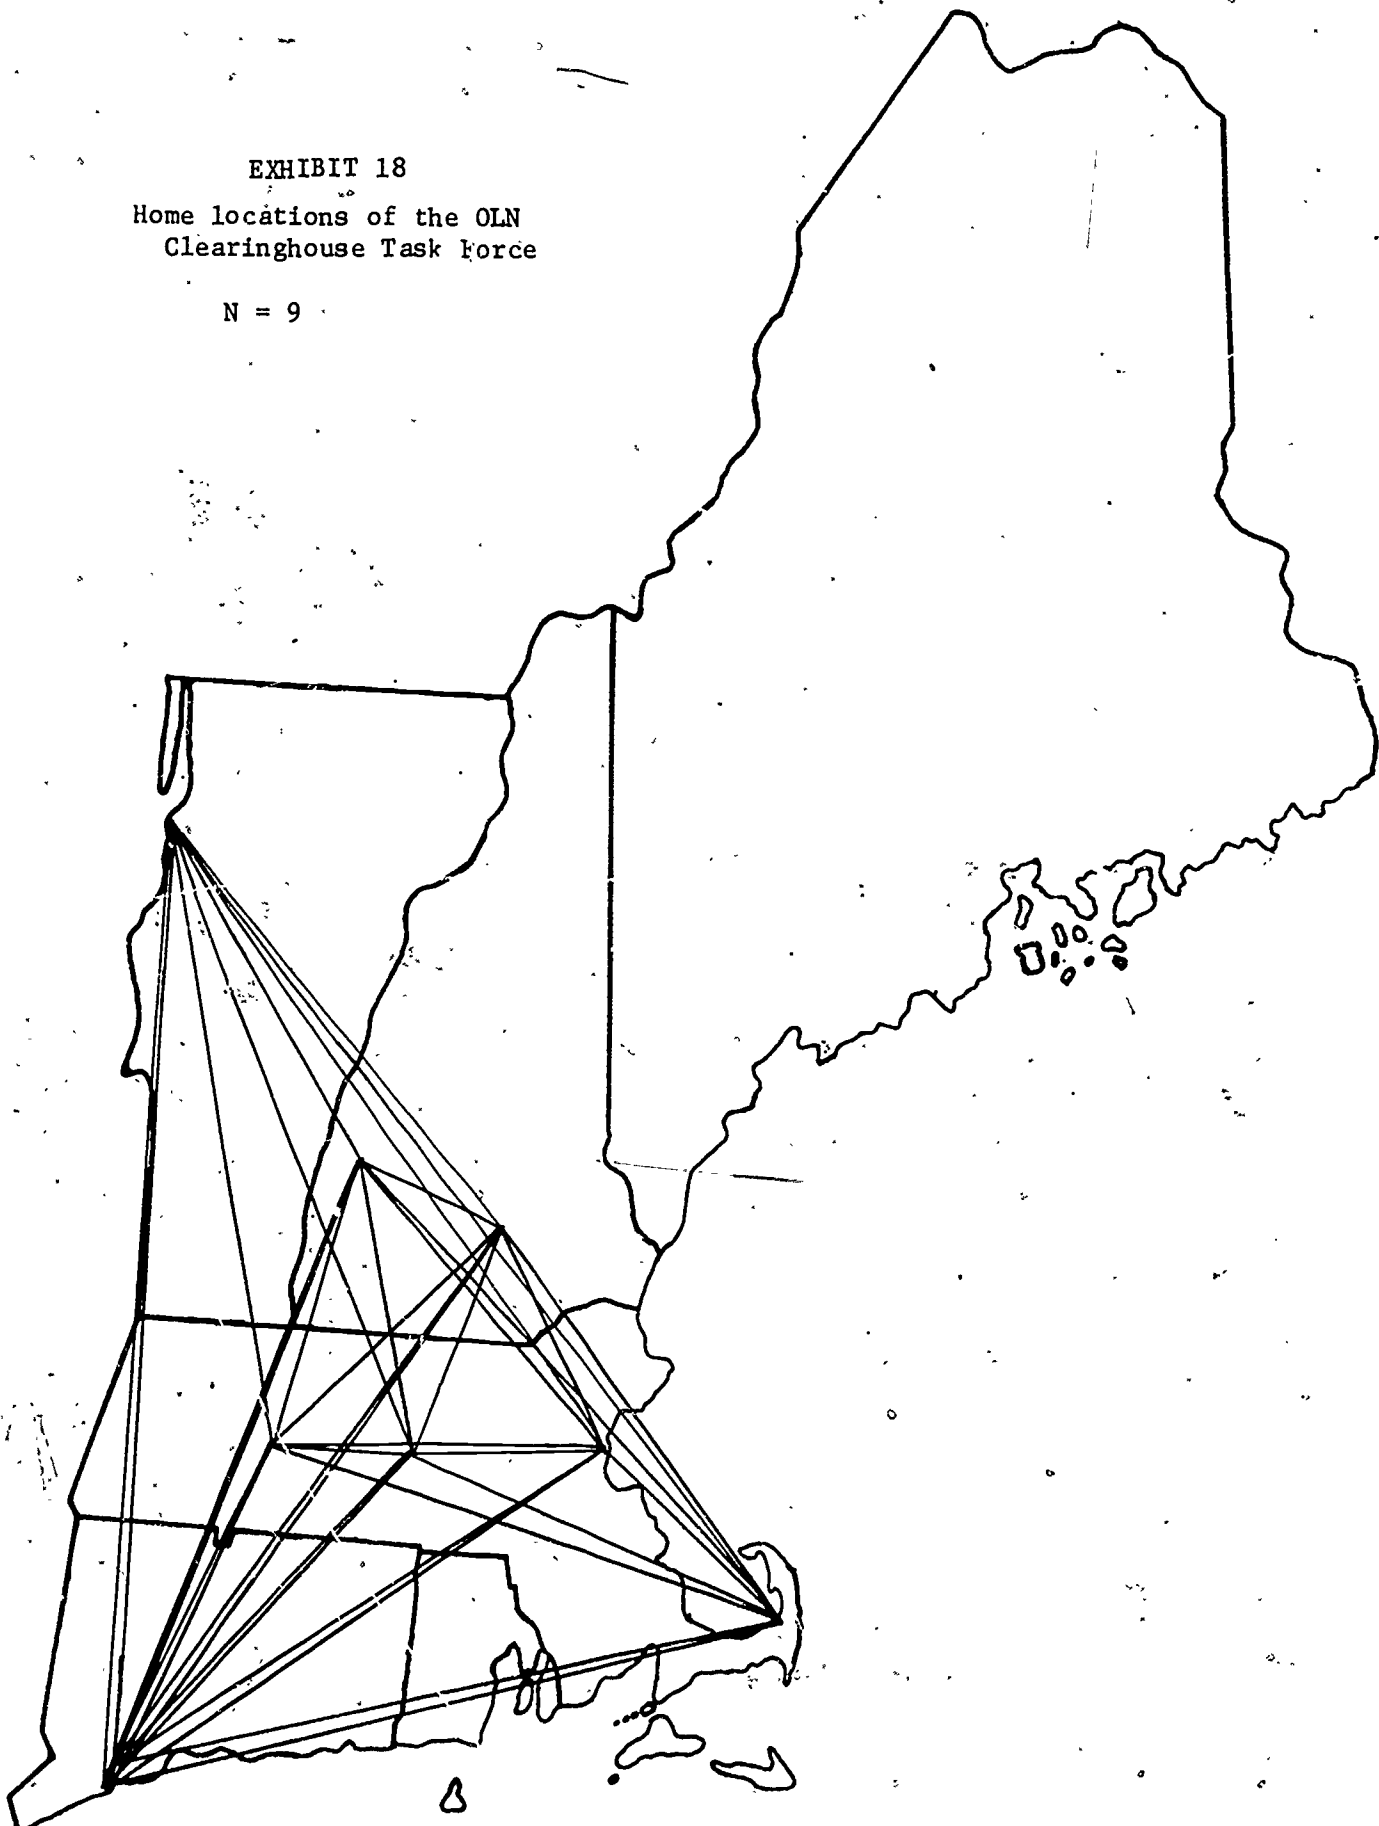 EXHIBIT 18
Home locations of the OLN
Clearinghouse Task Force
N = 9